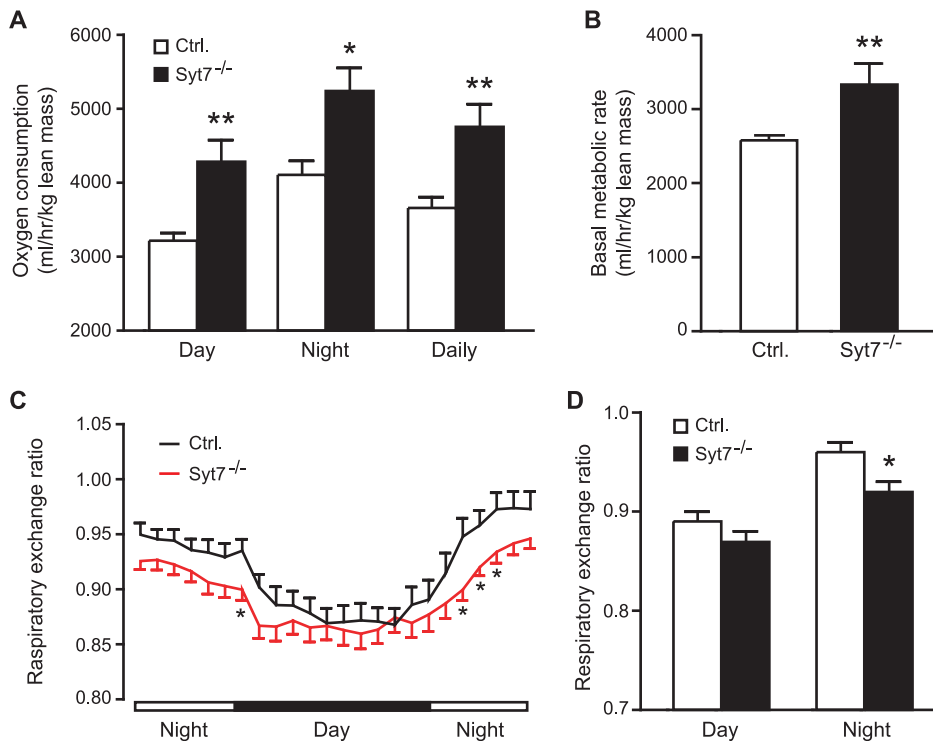 A
Ctrl.
Syt7-/-
Oxygen consumption
(ml/hr/kg lean mass)
6000
5000
4000
3000
2000
**
*
**
Day
Night
Daily
B
Basal metabolic rate
(ml/hr/kg lean mass)
4000
3000
2000
1000
0
**
Ctrl.
Syt7-/-
C
Ctrl.
Syt7-/-
Raspiratory exchange ratio
1.05
1.00
0.95
0.90
0.85
0.80
*
*
*
*
Night
Day
Night
D
Ctrl.
Syt7-/-
Respiratory exchange ratio
1.0
0.9
0.8
0.7
*
Day
Night